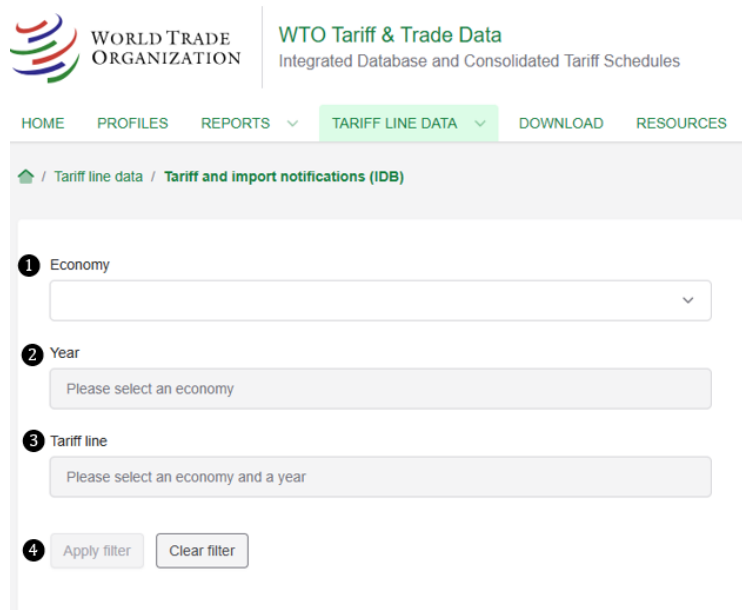 WORLD TRADE
ORGANIZATION
WTO Tariff & Trade Data
Integrated Database and Consolidated Tariff Schedules
HOME PROFILES REPORTS TARIFF LINE DATA DOWNLOAD RESOURCES
/ Tariff line data / Tariff and import notifications (IDB)
1 Economy
2 Year
Please select an economy
3 Tariff line
Please select an economy and a year
4 Apply filter Clear filter